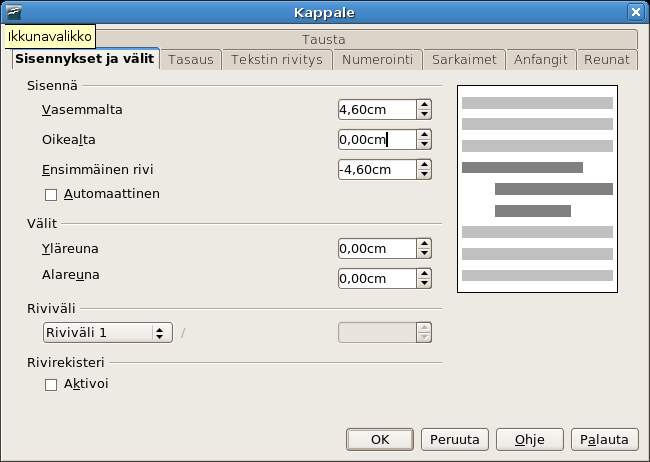 Kappale
Ikkunavalikko
Tausta
Sisennykset ja välit Tasaus Tekstin rivitys Numerointi Sarkaimet Anfangit Reunat
Sisennä
Vasemmalta 4,60cm
Oikealta 0,00cm
Ensimmäinen rivi -4,60cm
Automaattinen
Välit
Yläreuna 0,00cm
Alareuna 0,00cm
Riviväli
Riviväli 1 /
Rivirekisteri
Aktivoi
OK Peruuta Ohje Palauta